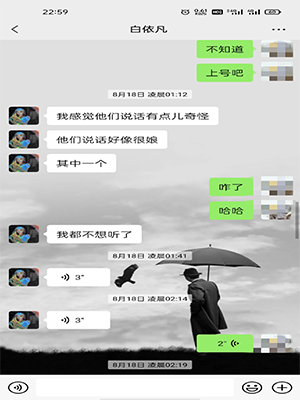 22:59
白依凡
不知道
上号吧
8月18日 凌晨01:12
我感觉他们说话有点儿奇怪
他们说话好像很娘
其中一个
咋了
哈哈
我都不想听了
8月18日 凌晨01:41
3"
8月18日 凌晨02:14
3"
2"
8月18日 凌晨02:19